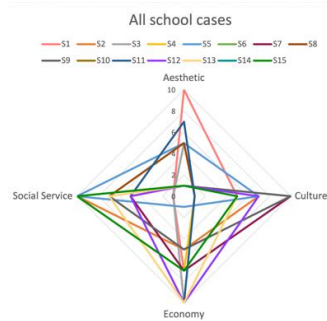 All school cases
S1 S2 S3 S4 S5 S6 S7 S8
S9 S10 S11 S12 S13 S14 S15
Aesthetic
10
8
6
4
2
0
Social Service
Culture
Economy